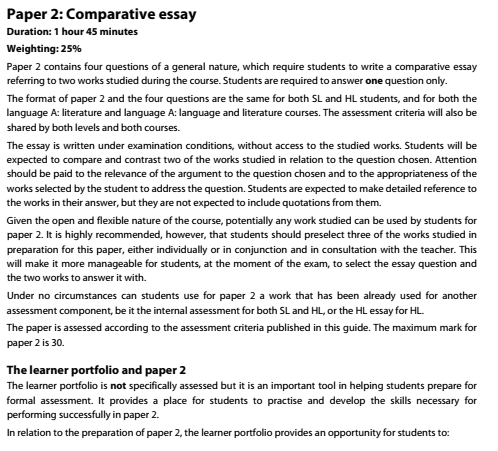 Paper 2: Comparative essay
Duration: 1 hour 45 minutes
Weighting: 25%
Paper 2 contains four questions of a general nature, which require students to write a comparative essay
referring to two works studied during the course. Students are required to answer one question only.
The format of paper 2 and the four questions are the same for both SL and HL students, and for both the
language A: literature and language A: language and literature courses. The assessment criteria will also be
shared by both levels and both courses.
The essay is written under examination conditions, without access to the studied works. Students will be
expected to compare and contrast two of the works studied in relation to the question chosen. Attention
should be paid to the relevance of the argument to the question chosen and to the appropriateness of the
works selected by the student to address the question. Students are expected to make detailed reference to
the works in their answer, but they are not expected to include quotations from them.
Given the open and flexible nature of the course, potentially any work studied can be used by students for
paper 2. It is highly recommended, however, that students should preselect three of the works studied in
preparation for this paper, either individually or in conjunction and in consultation with the teacher. This
will make it more manageable for students, at the moment of the exam, to select the essay question and
the two works to answer it with.
Under no circumstances can students use for paper 2 a work that has been already used for another
assessment component, be it the internal assessment for both SL and HL, or the HL essay for HL.
The paper is assessed according to the assessment criteria published in this guide. The maximum mark for
paper 2 is 30.
The learner portfolio and paper 2
The learner portfolio is not specifically assessed but it is an important tool in helping students prepare for
formal assessment. It provides a place for students to practise and develop the skills necessary for
performing successfully in paper 2.
In relation to the preparation of paper 2, the learner portfolio provides an opportunity for students to: